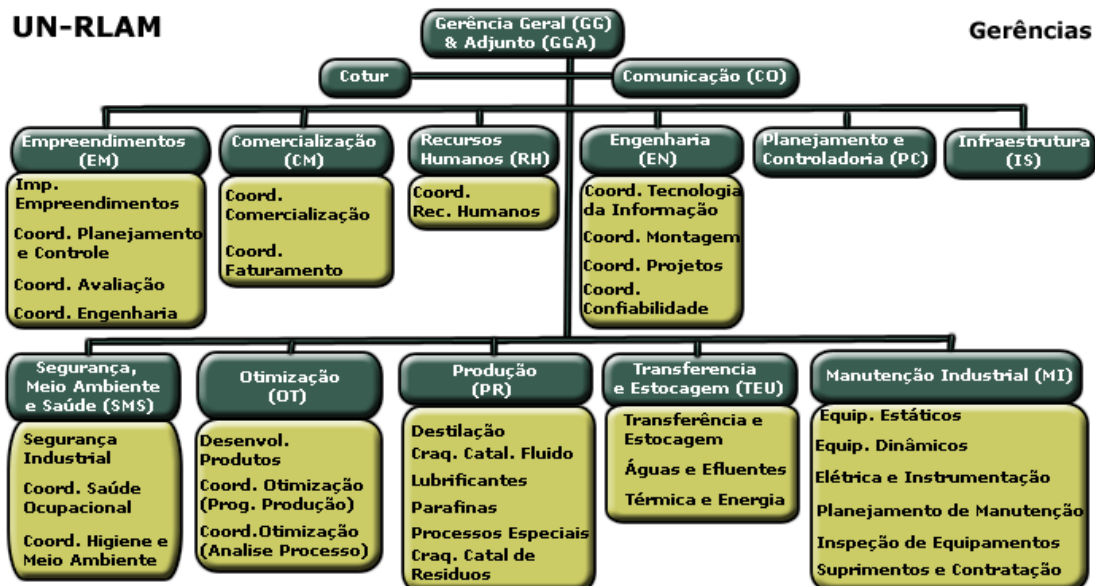 UN-RLAM
Gerências
Gerência Geral (GG)
& Adjunto (GGA)
Cotur
Comunicação (CO)
Empreendimentos
(EM)
Imp.
Empreendimentos
Coord. Planejamento
e Controle
Coord. Avaliação
Coord. Engenharia
Comercialização
(CM)
Coord.
Comercialização
Coord.
Faturamento
Recursos
Humanos (RH)
Coord.
Rec. Humanos
Engenharia
(EN)
Coord. Tecnologia
da Informação
Coord. Montagem
Coord. Projetos
Coord.
Confiabilidade
Planejamento e
Controladoria (PC)
Infraestrutura
(IS)
Segurança,
Meio Ambiente
e Saúde (SMS)
Segurança
Industrial
Coord. Saúde
Ocupacional
Coord. Higiene e
Meio Ambiente
Otimização
(OT)
Desenvol.
Produtos
Coord. Otimização
(Prog. Produção)
Coord.Otimização
(Analise Processo)
Produção
(PR)
Destilação
Craq. Catal. Fluido
Lubrificantes
Parafinas
Processos Especiais
Craq. Catal de
Residuos
Transferencia
e Estocagem (TEU)
Transferência e
Estocagem
Águas e Efluentes
Térmica e Energia
Manutenção Industrial (MI)
Equip. Estáticos
Equip. Dinâmicos
Elétrica e Instrumentação
Planejamento de Manutenção
Inspeção de Equipamentos
Suprimentos e Contratação